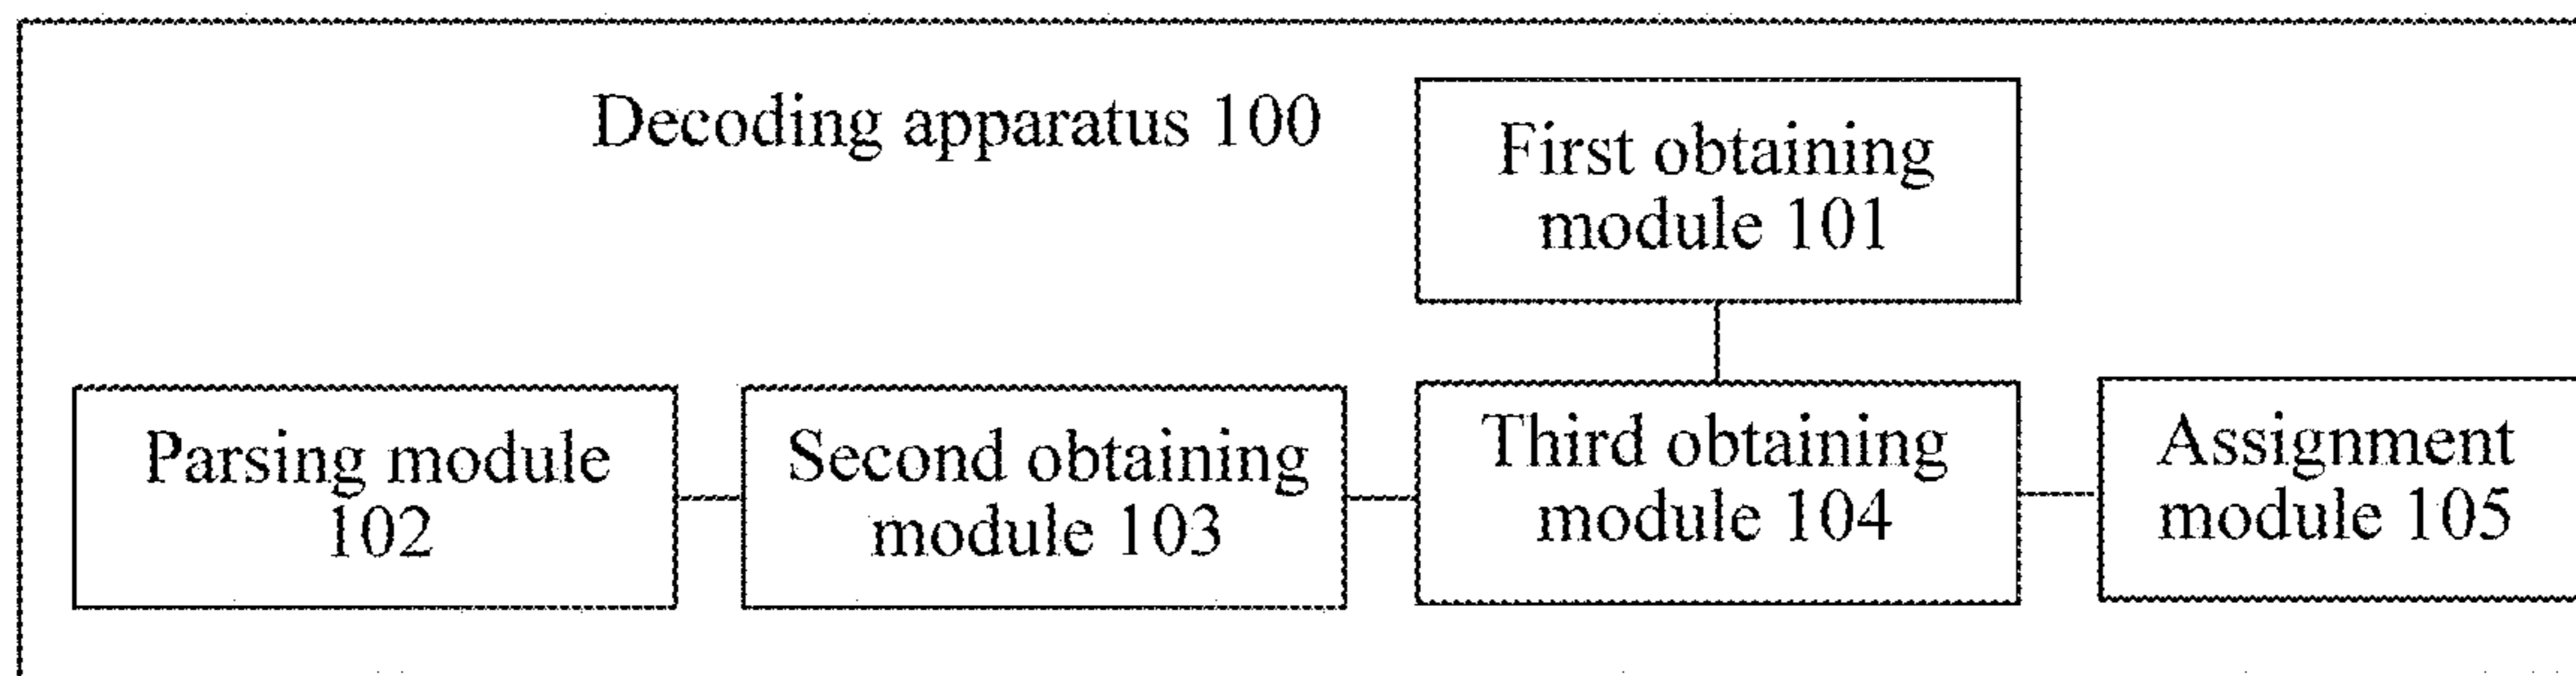 Decoding apparatus 100
First obtaining
module 101
Parsing module
102
Second obtaining
module 103
Third obtaining
module 104
Assignment
module 105